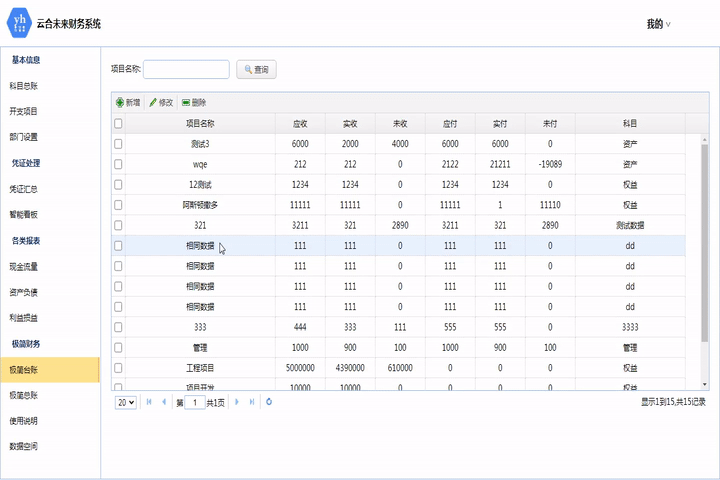 云合未来财务系统
我的
基本信息
科目总账
开支项目
部门设置
凭证处理
凭证汇总
智能看板
各类报表
现金流量
资产负债
利润损益
极简财务
极简台账
极简总账
使用说明
数据空间
项目名称: 查询
新增 修改 删除
项目名称 应收 实收 未收 应付 实付 未付 科目
测试3 6000 2000 4000 6000 6000 0 资产
wqe 212 212 0 2122 21211 -19089 资产
12测试 1234 1234 0 1234 1234 0 权益
阿斯顿撒多 11111 11111 0 11111 1 11110 权益
321 3211 321 2890 3211 321 2890 测试数据
相同数据 111 111 0 111 111 0 dd
相同数据 111 111 0 111 111 0 dd
相同数据 111 111 0 111 111 0 dd
相同数据 111 111 0 111 111 0 dd
333 444 333 111 555 555 0 3333
管理 1000 900 100 1000 900 100 管理
工程项目 5000000 4390000 610000 0 0 0 权益
项目开发 10000 10000 0 0 0 0 权益
20 第 1 共1页 显示1到15,共15记录